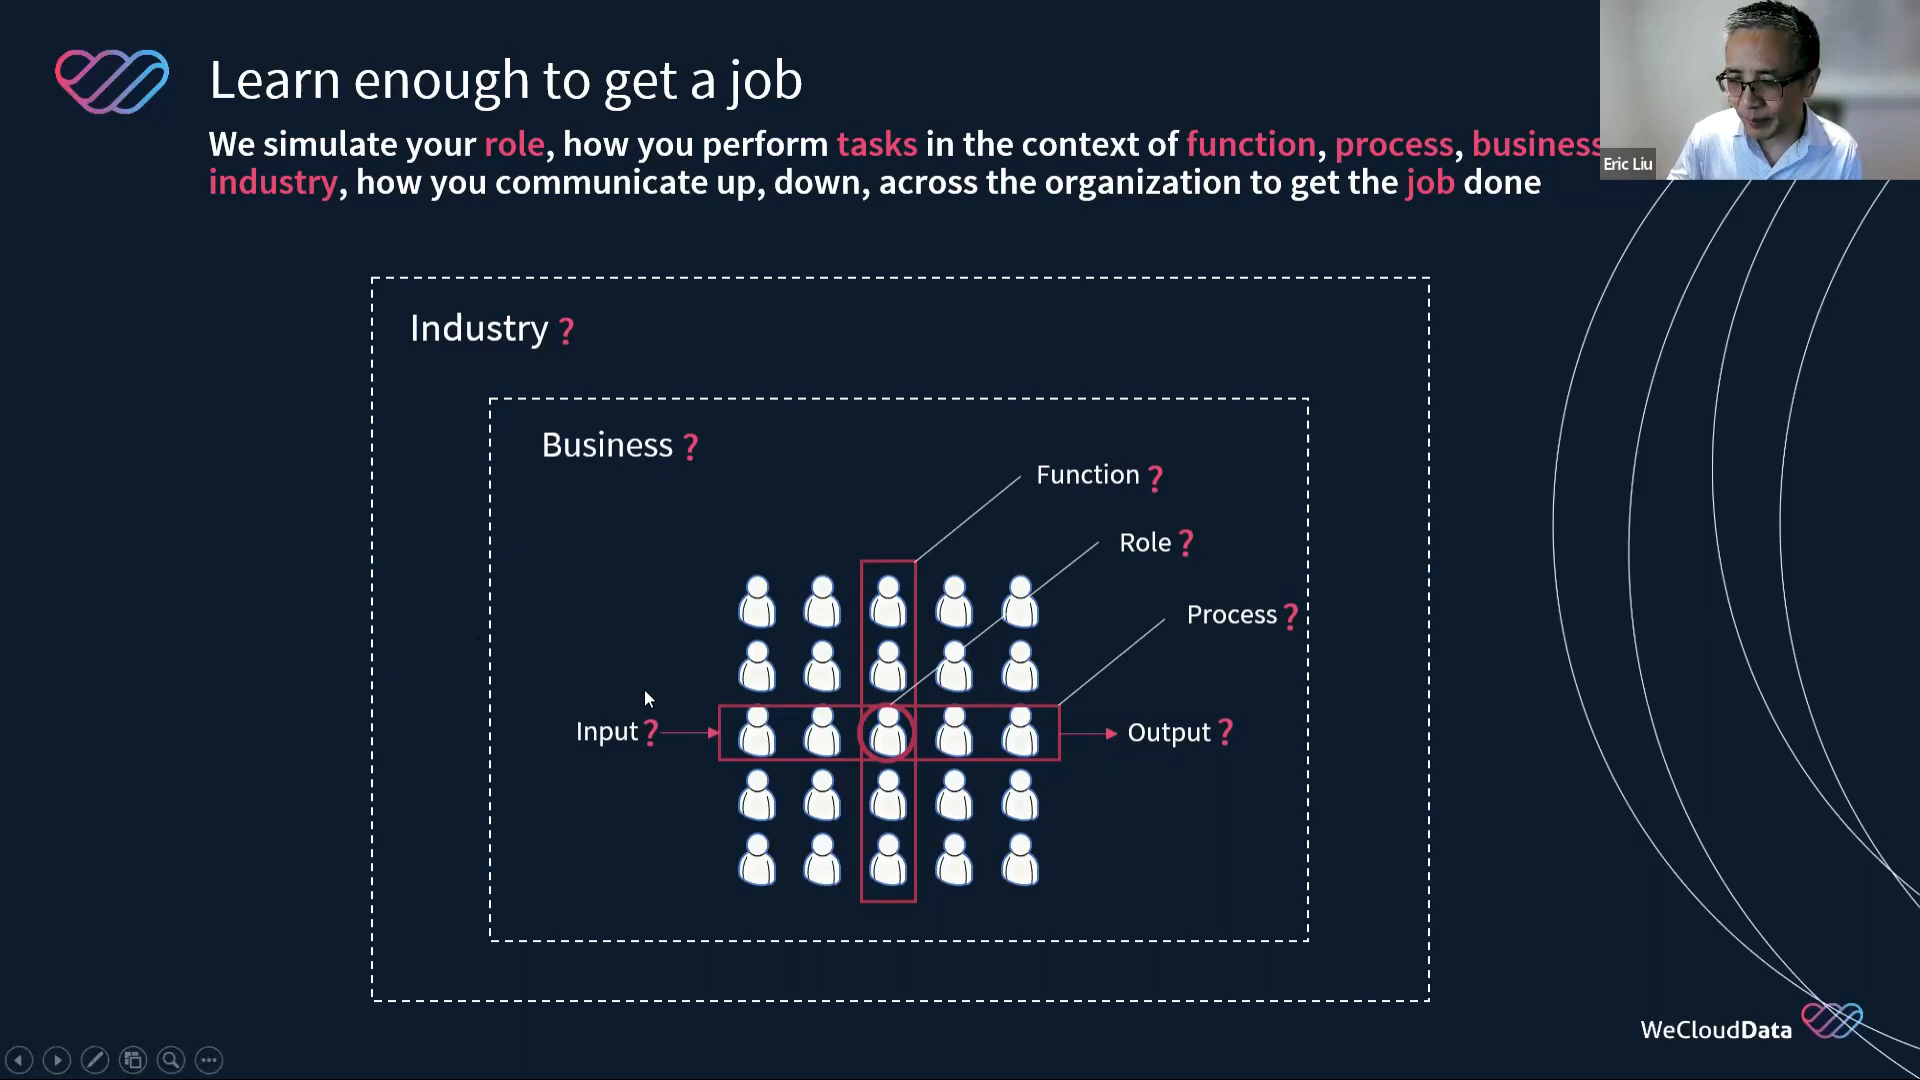 Learn enough to get a job
We simulate your role, how you perform tasks in the context of function, process, business
industry, how you communicate up, down, across the organization to get the job done
Eric Liu
Industry ?
Business ?
Function ?
Role ?
Process ?
Input ?
Output ?
WeCloudData